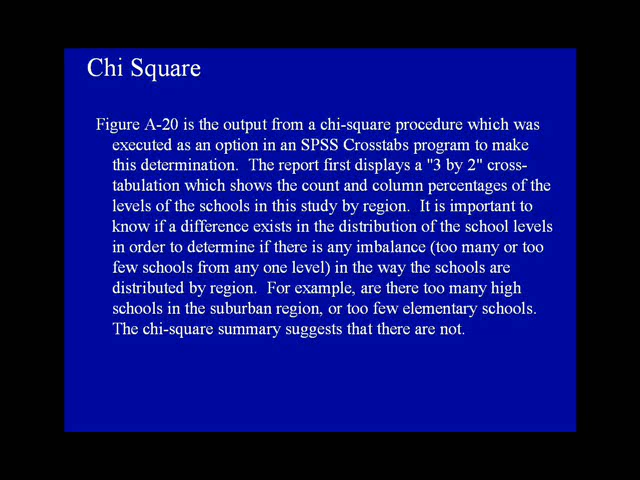 Chi Square
Figure A-20 is the output from a chi-square procedure which was
executed as an option in an SPSS Crosstabs program to make
this determination.  The report first displays a "3 by 2" cross-
tabulation which shows the count and column percentages of the
levels of the schools in this study by region.  It is important to
know if a difference exists in the distribution of the school levels
in order to determine if there is any imbalance (too many or too
few schools from any one level) in the way the schools are
distributed by region.  For example, are there too many high
schools in the suburban region, or too few elementary schools.
The chi-square summary suggests that there are not.